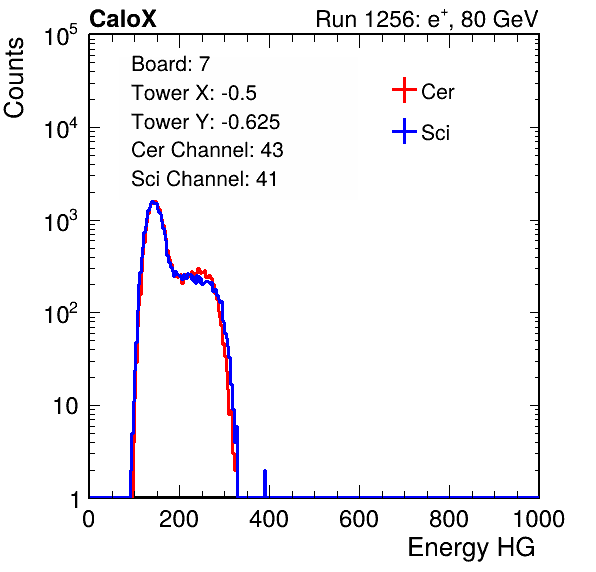 CaloX Run 1256: e⁺, 80 GeV
Counts
Board: 7
Tower X: -0.5
Tower Y: -0.625
Cer Channel: 43
Sci Channel: 41
Cer
Sci
10⁵
10⁴
10³
10²
10
1
0 200 400 600 800 1000
Energy HG